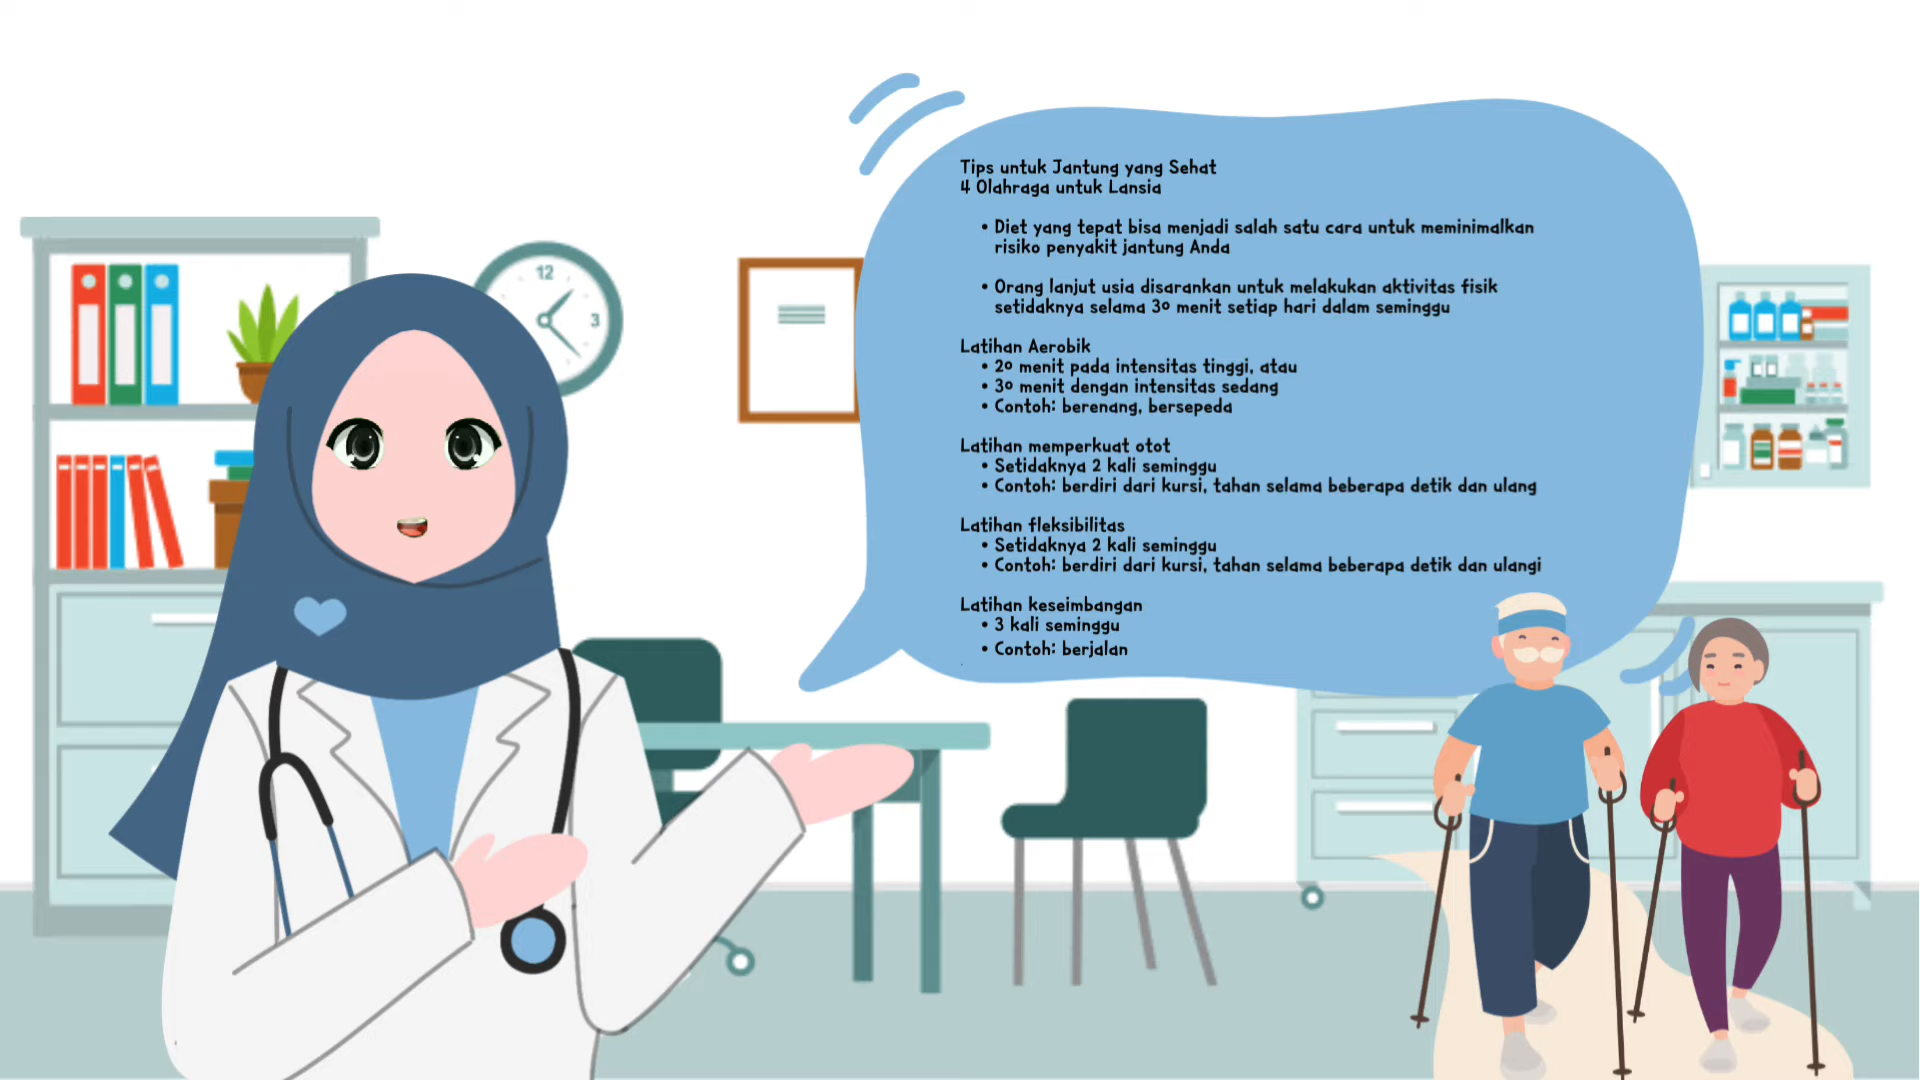 12
3
Tips untuk Jantung yang Sehat
4 Olahraga untuk Lansia
• Diet yang tepat bisa menjadi salah satu cara untuk meminimalkan
risiko penyakit jantung Anda
• Orang lanjut usia disarankan untuk melakukan aktivitas fisik
setidaknya selama 30 menit setiap hari dalam seminggu
Latihan Aerobik
• 20 menit pada intensitas tinggi, atau
• 30 menit dengan intensitas sedang
• Contoh: berenang, bersepeda
Latihan memperkuat otot
• Setidaknya 2 kali seminggu
• Contoh: berdiri dari kursi, tahan selama beberapa detik dan ulang
Latihan fleksibilitas
• Setidaknya 2 kali seminggu
• Contoh: berdiri dari kursi, tahan selama beberapa detik dan ulangi
Latihan keseimbangan
• 3 kali seminggu
• Contoh: berjalan